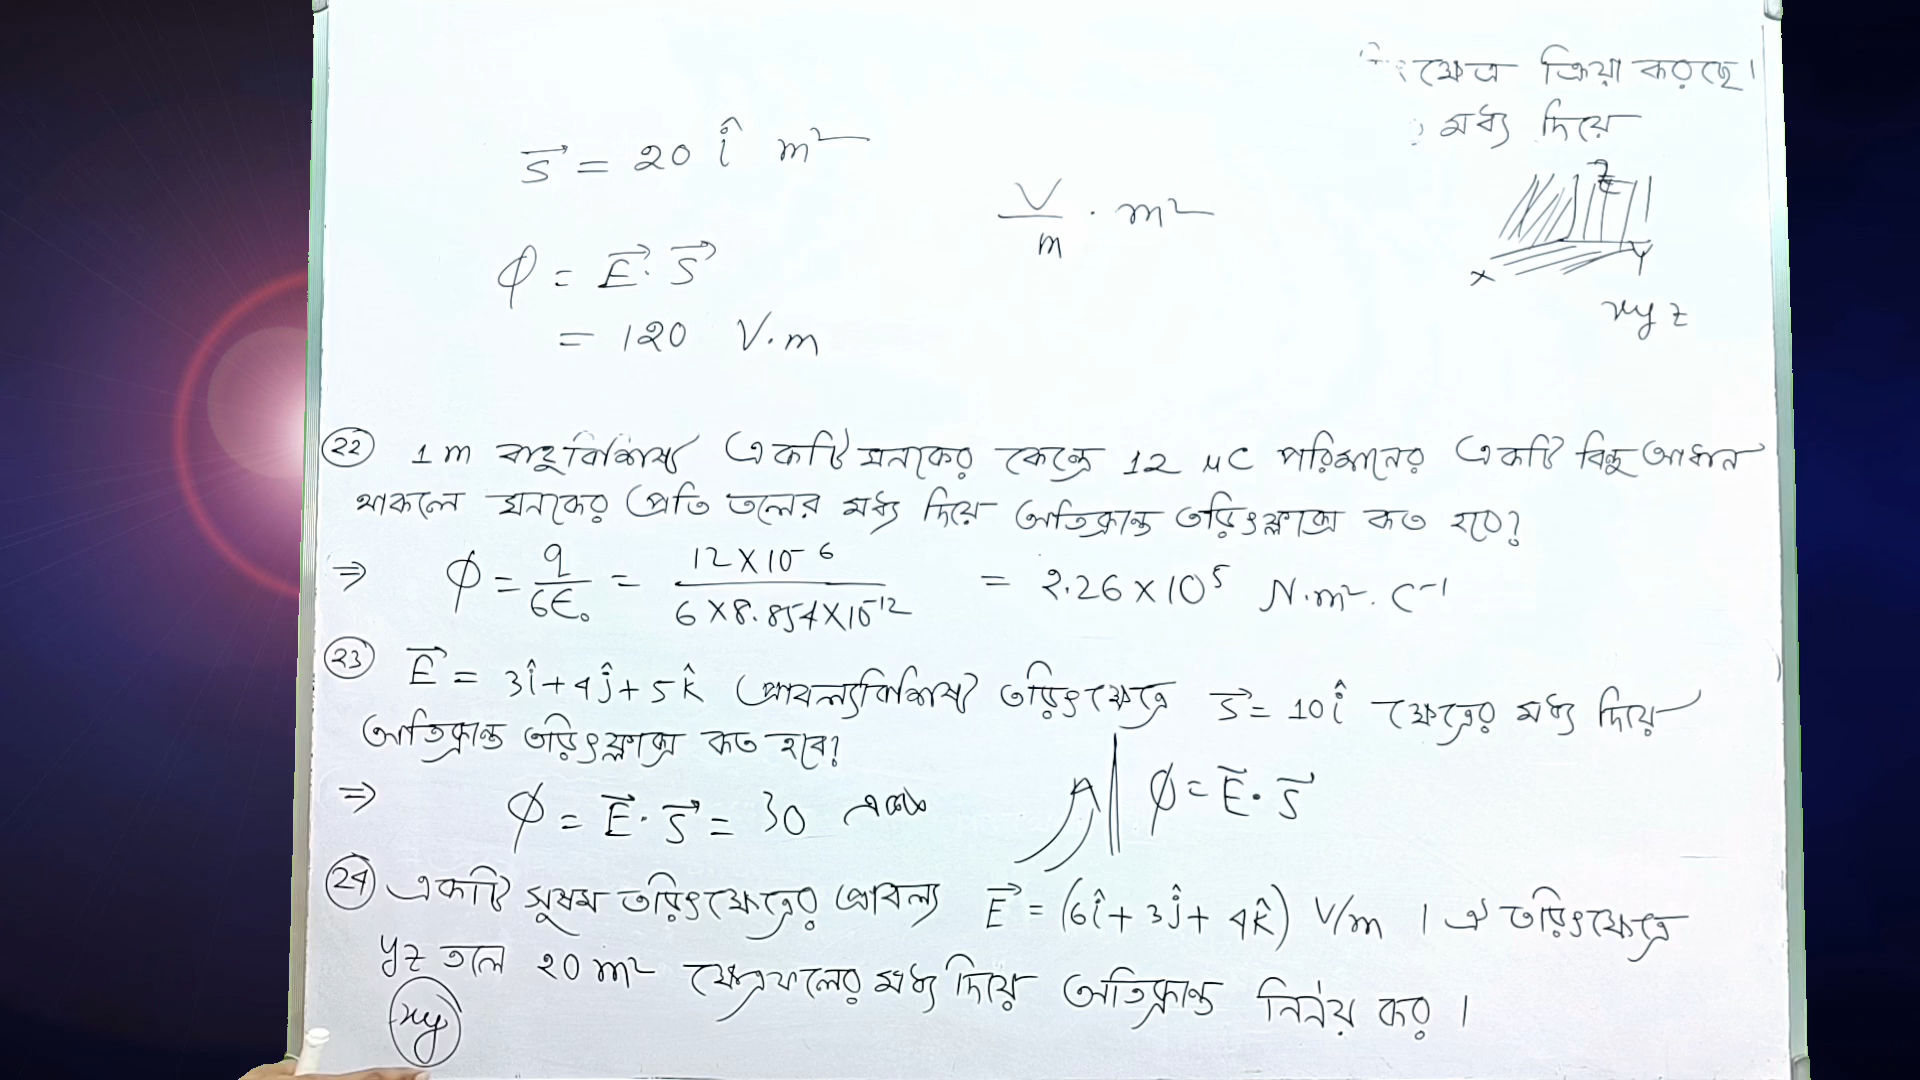 ক্ষেত্র ক্রিয়া করছে।
মধ্য দিয়ে
S⃗ = 20 î m²
V/m · m²
Z
X
Y
xyz
φ = E⃗·S⃗
= 120 V.m
22 1m বাহুবিশিষ্ট একটি ঘনকের কেন্দ্রে 12 μC পরিমানের একটি বিন্দু আধান
থাকলে ঘনকের প্রতি তলের মধ্য দিয়ে অতিক্রান্ত তড়িৎফ্লাক্স কত হবে?
⇒ φ = q/6ε₀ = 12×10⁻⁶/6×8.854×10⁻¹² = 2.26×10⁵ N.m².C⁻¹
23 E⃗ = 3î+4ĵ+5k̂ প্রাবল্যবিশিষ্ট তড়িৎক্ষেত্রে S⃗ = 10î ক্ষেত্রের মধ্য দিয়ে
অতিক্রান্ত তড়িৎফ্লাক্স কত হবে?
⇒ φ = E⃗·S⃗ = 30 একক
φ = E⃗·S⃗
24 একটি সুষম তড়িৎক্ষেত্রের প্রাবল্য E⃗ = (6î+3ĵ+4k̂) V/m । ঐ তড়িৎক্ষেত্রে
yz তলে 20 m² ক্ষেত্রফলের মধ্য দিয়ে অতিক্রান্ত নির্নয় কর ।
xy